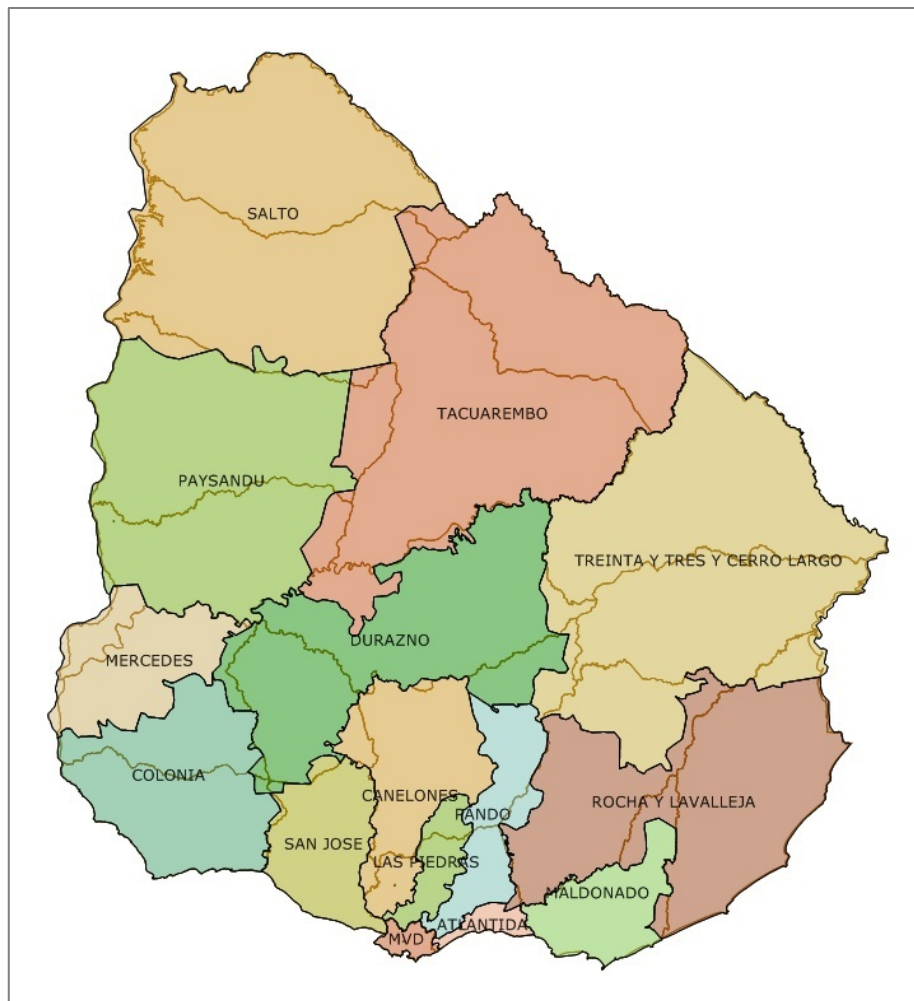 SALTO
TACUAREMBO
PAYSANDU
TREINTA Y TRES Y CERRO LARGO
DURAZNO
MERCEDES
COLONIA
CANELONES
ROCHA Y LAVALLEJA
PANDO
SAN JOSE
LAS PIEDRAS
MALDONADO
ATLANTIDA
MVD